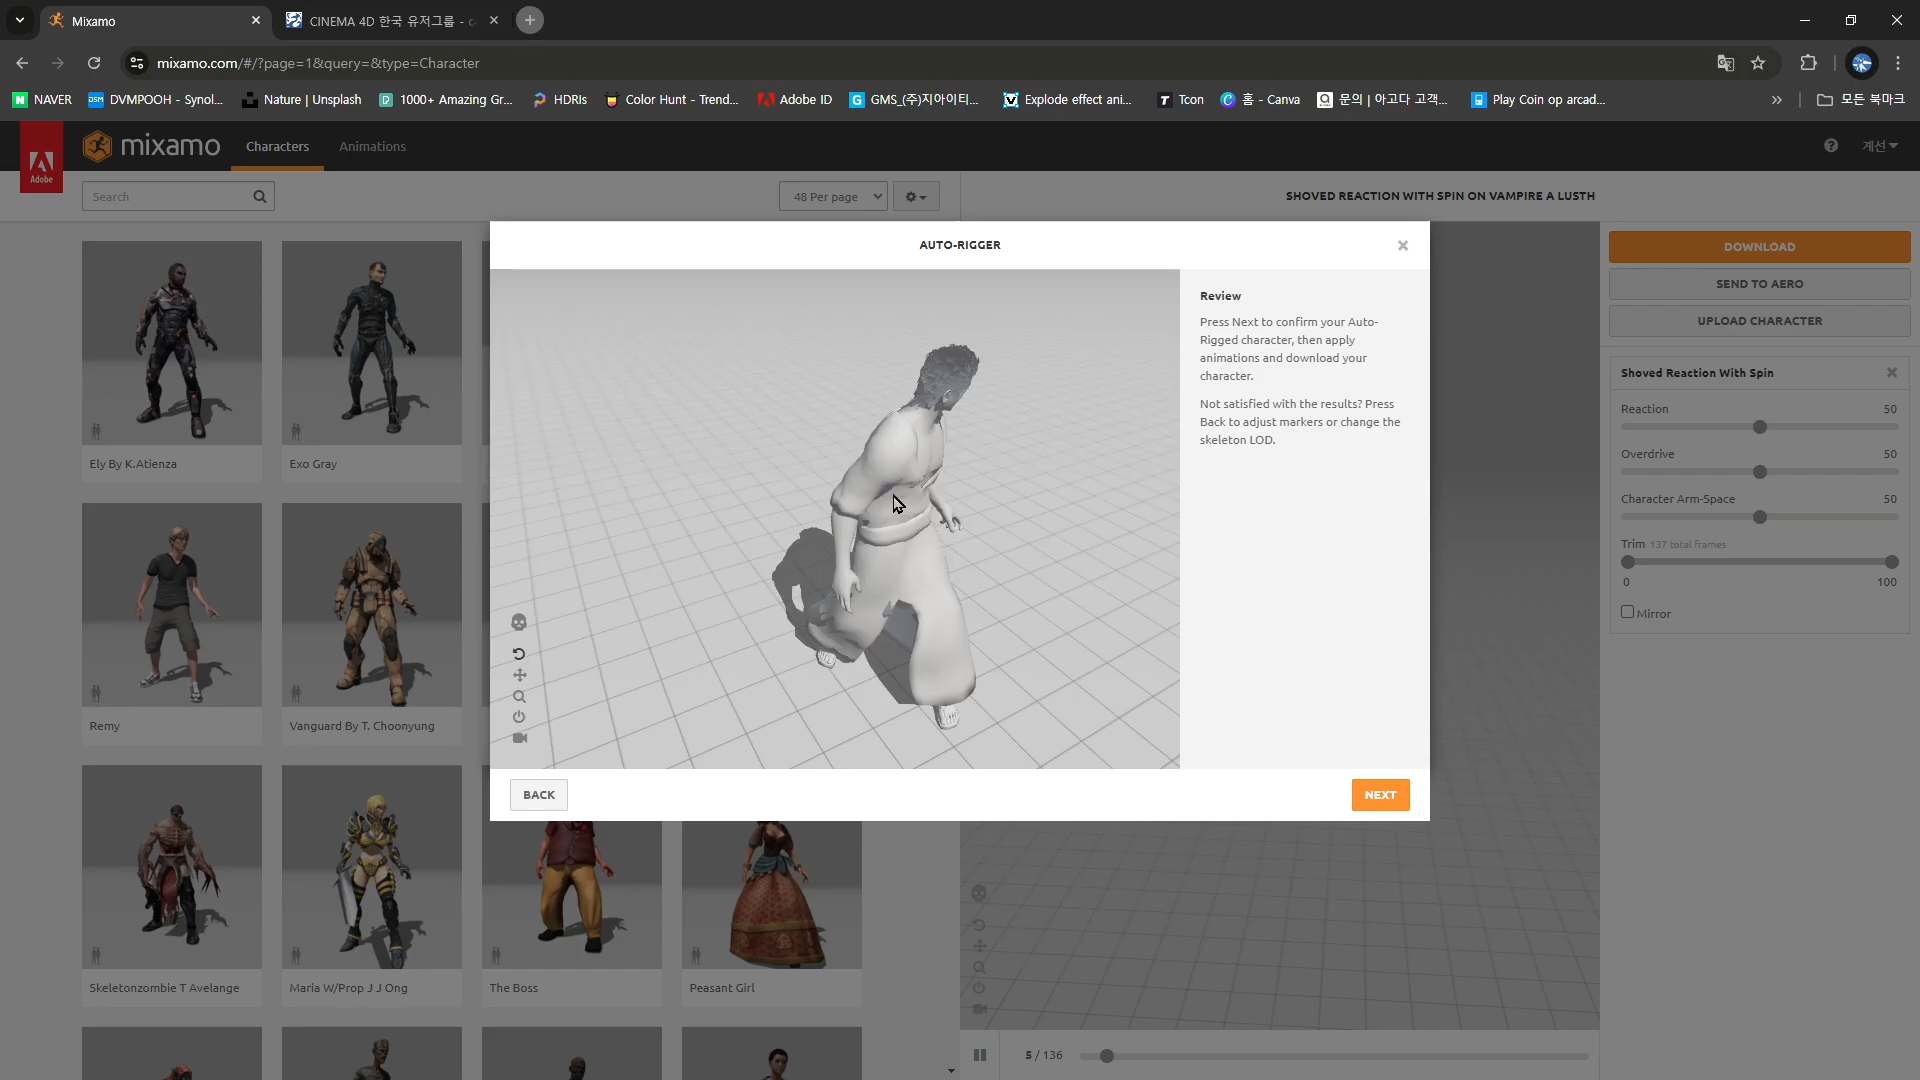 Mixamo
CINEMA 4D 한국 유저그룹 -
mixamo.com/#/?page=1&query=&type=Character
NAVER
DVMPOOH - Synol...
Nature | Unsplash
1000+ Amazing Gr...
HDRIs
Color Hunt - Trend...
Adobe ID
GMS_(주)지아이티...
Explode effect ani...
Tcon
홈 - Canva
문의 | 아고다 고객...
Play Coin op arcad...
모든 북마크
Adobe
mixamo
Characters
Animations
계선
Search
48 Per page
SHOVED REACTION WITH SPIN ON VAMPIRE A LUSTH
AUTO-RIGGER
Review
Press Next to confirm your Auto-
Rigged character, then apply
animations and download your
character.
Not satisfied with the results? Press
Back to adjust markers or change the
skeleton LOD.
BACK
NEXT
DOWNLOAD
SEND TO AERO
UPLOAD CHARACTER
Shoved Reaction With Spin
Reaction 50
Overdrive 50
Character Arm-Space 50
Trim 137 total frames
0 100
Mirror
Ely By K.Atienza
Exo Gray
Remy
Vanguard By T. Choonyung
Skeletonzombie T Avelange
Maria W/Prop J J Ong
The Boss
Peasant Girl
5 / 136